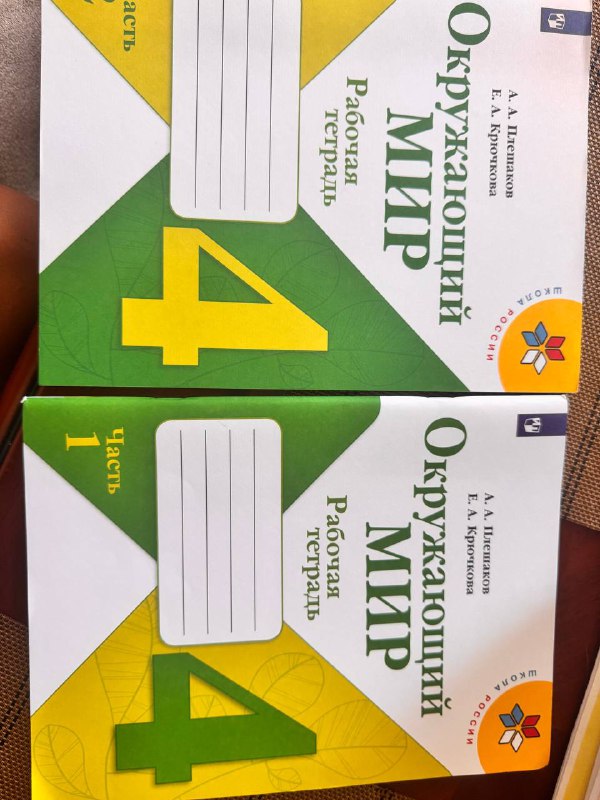 А. А. Плешаков
Е. А. Крючкова
Окружающий
МИР
Рабочая
тетрадь
4
ШКОЛА РОССИИ
А. А. Плешаков
Е. А. Крючкова
Окружающий
МИР
Рабочая
тетрадь
Часть
1
4
ШКОЛА РОССИИ